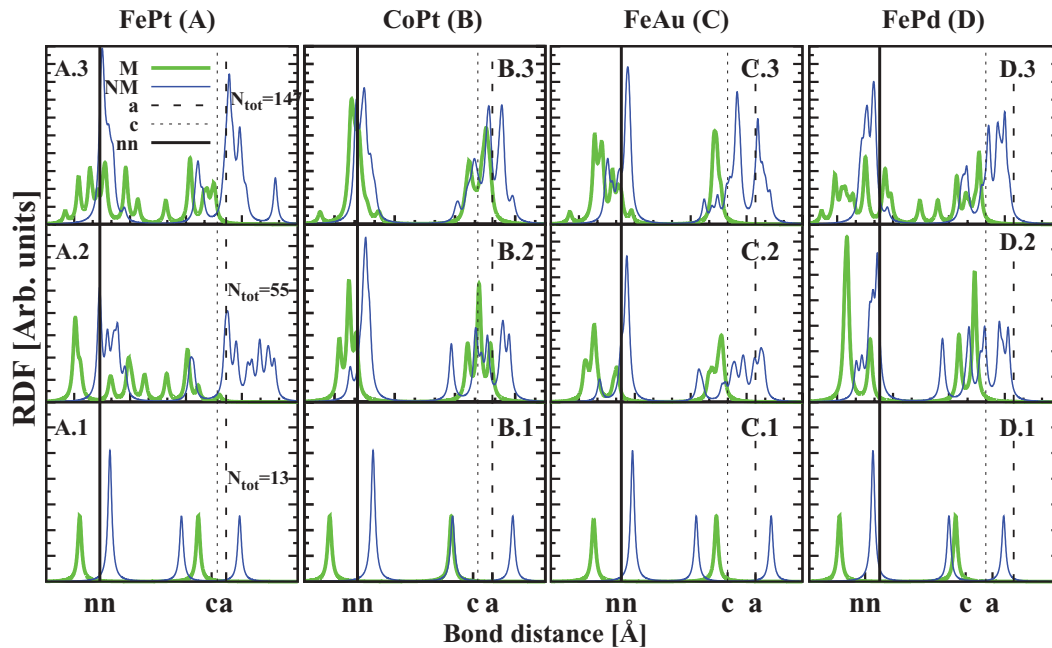 FePt (A) CoPt (B) FeAu (C) FePd (D)
A.3 B.3 C.3 D.3
M
NM
a
c
nn
N_tot=147
A.2 B.2 C.2 D.2
N_tot=55
A.1 B.1 C.1 D.1
N_tot=13
RDF [Arb. units]
nn ca nn c a nn c a nn c a
Bond distance [Å]